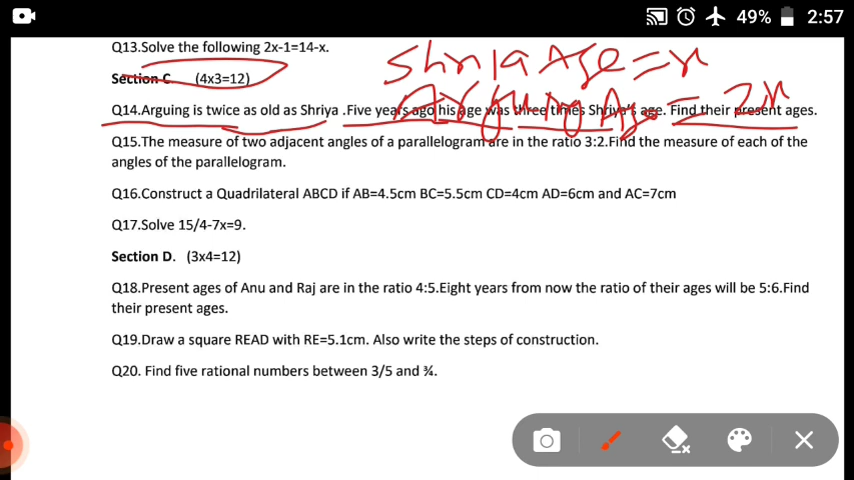 49% 2:57
Q13.Solve the following 2x-1=14-x.
Shriya Age = x
Section C. (4x3=12)
Arguing Age = 2x
Q14.Arguing is twice as old as Shriya .Five years ago his age was three times Shriya's age. Find their present ages.
Q15.The measure of two adjacent angles of a parallelogram are in the ratio 3:2.Find the measure of each of the
angles of the parallelogram.
Q16.Construct a Quadrilateral ABCD if AB=4.5cm BC=5.5cm CD=4cm AD=6cm and AC=7cm
Q17.Solve 15/4-7x=9.
Section D. (3x4=12)
Q18.Present ages of Anu and Raj are in the ratio 4:5.Eight years from now the ratio of their ages will be 5:6.Find
their present ages.
Q19.Draw a square READ with RE=5.1cm. Also write the steps of construction.
Q20. Find five rational numbers between 3/5 and ¾.